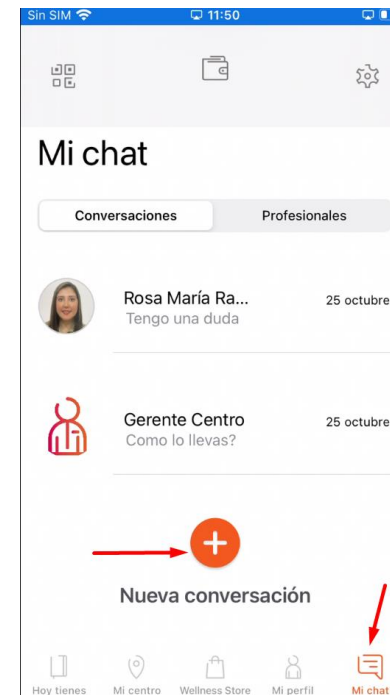 Sin SIM 11:50
Mi chat
Conversaciones Profesionales
Rosa María Ra... 25 octubre
Tengo una duda
Gerente Centro 25 octubre
Como lo llevas?
Nueva conversación
Hoy tienes Mi centro Wellness Store Mi perfil Mi chat